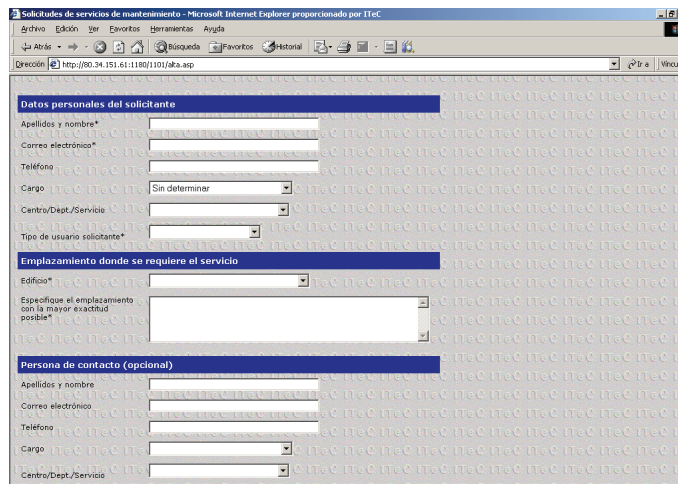 Solicitudes de servicios de mantenimiento - Microsoft Internet Explorer proporcionado por ITeC
Archivo Edición Ver Favoritos Herramientas Ayuda
Atrás Búsqueda Favoritos Historial
Dirección http://80.34.151.61:1180/1101/alta.asp Ir a Víncu
Datos personales del solicitante
Apellidos y nombre*
Correo electrónico*
Teléfono
Cargo Sin determinar
Centro/Dept./Servicio
Tipo de usuario solicitante*
Emplazamiento donde se requiere el servicio
Edificio*
Especifique el emplazamiento
con la mayor exactitud
posible*
Persona de contacto (opcional)
Apellidos y nombre
Correo electrónico
Teléfono
Cargo
Centro/Dept./Servicio